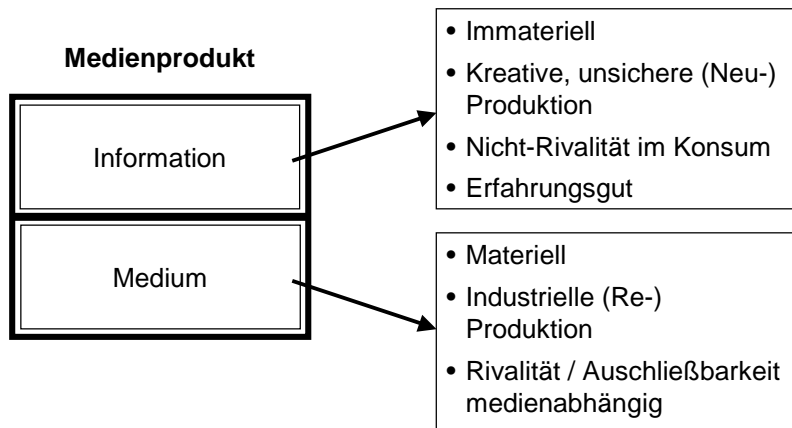 Medienprodukt
Information
Medium
• Immateriell
• Kreative, unsichere (Neu-)
Produktion
• Nicht-Rivalität im Konsum
• Erfahrungsgut
• Materiell
• Industrielle (Re-)
Produktion
• Rivalität / Auschließbarkeit
medienabhängig